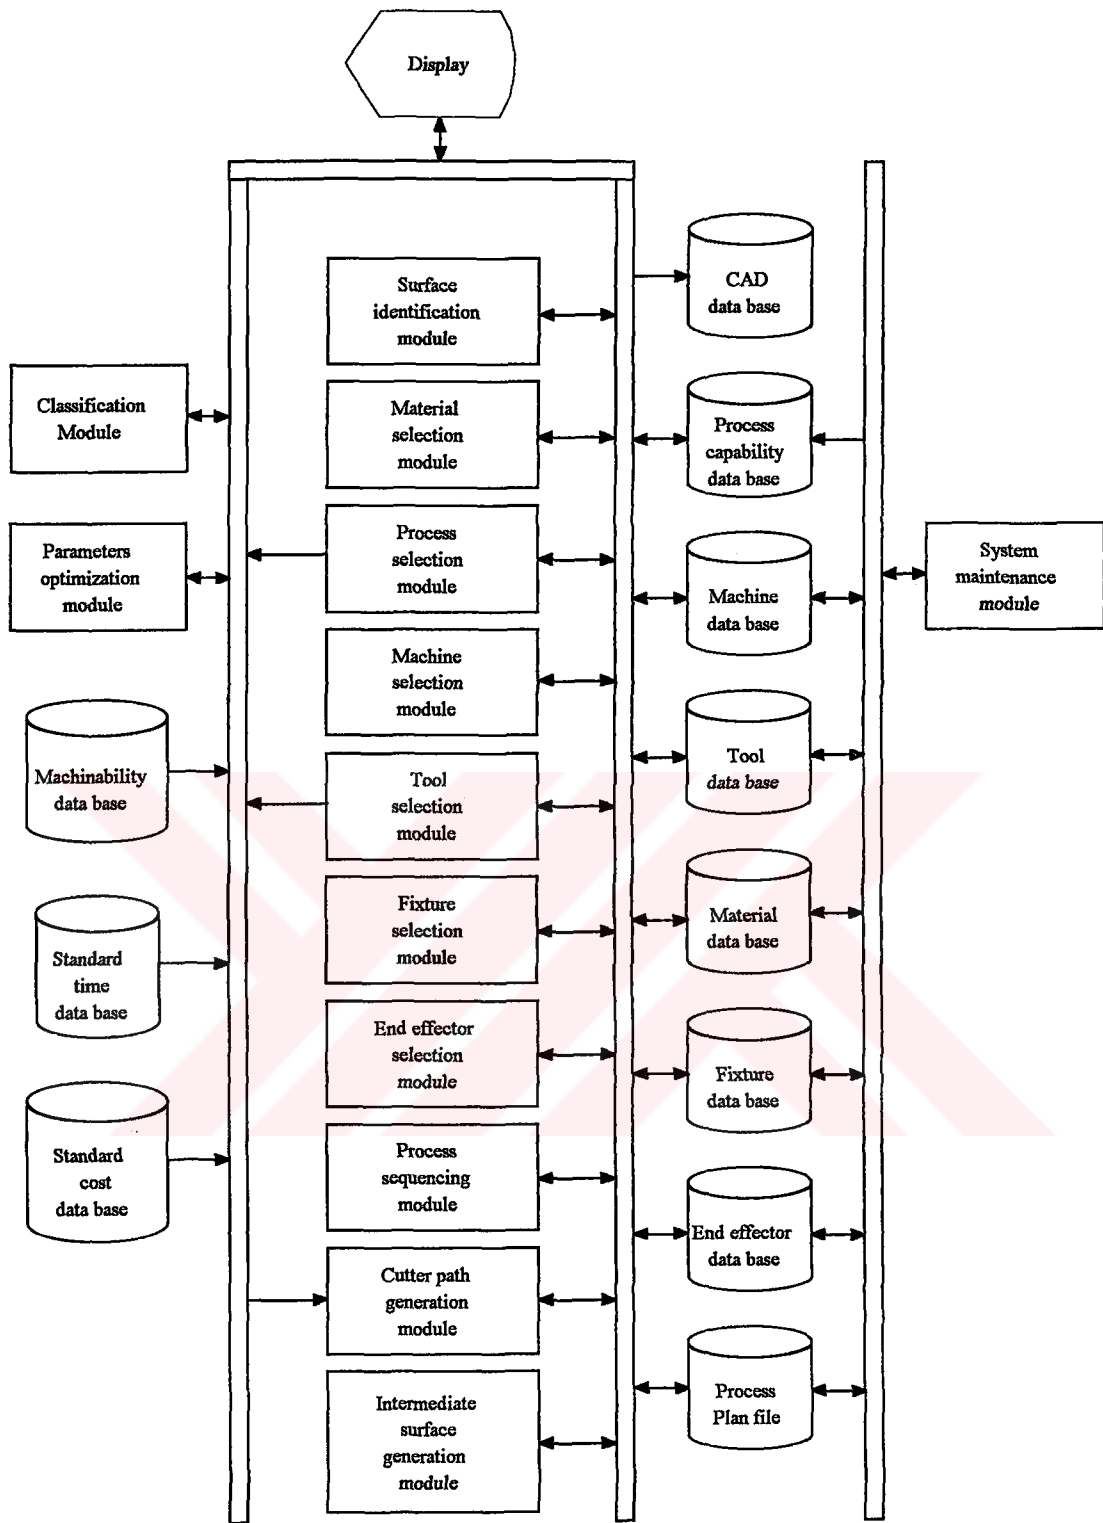 Display
Surface
identification
module
Material
selection
module
Process
selection
module
Machine
selection
module
Tool
selection
module
Fixture
selection
module
End effector
selection
module
Process
sequencing
module
Cutter path
generation
module
Intermediate
surface
generation
module
Classification
Module
Parameters
optimization
module
Machinability
data base
Standard
time
data base
Standard
cost
data base
CAD
data base
Process
capability
data base
Machine
data base
Tool
data base
Material
data base
Fixture
data base
End effector
data base
Process
Plan file
System
maintenance
module